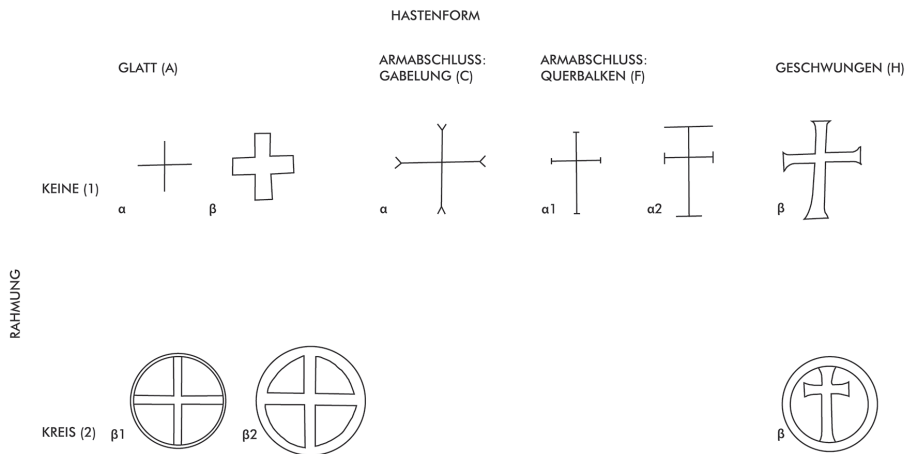 HASTENFORM
GLATT (A)
ARMABSCHLUSS:
GABELUNG (C)
ARMABSCHLUSS:
QUERBALKEN (F)
GESCHWUNGEN (H)
KEINE (1)
α
β
α
α1
α2
β
RAHMUNG
KREIS (2)
β1
β2
β